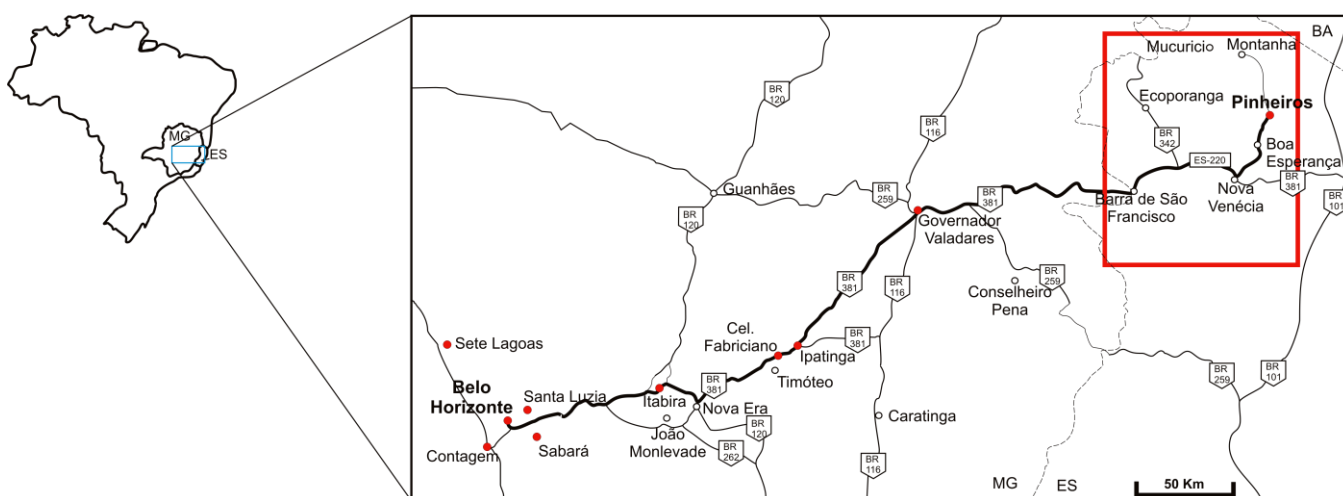 MG
ES
BA
Mucuricio
Montanha
BR
120
Ecoporanga
Pinheiros
BR
116
BR
342
Boa
Esperança
ES-220
Guanhães
BR
259
BR
381
Barra de São
Francisco
Nova
Venécia
BR
381
BR
101
BR
120
Governador
Valadares
BR
381
BR
116
Conselheiro
Pena
BR
259
Cel.
Fabriciano
Ipatinga
BR
381
Sete Lagoas
Timóteo
BR
259
BR
101
Belo
Horizonte
Santa Luzia
Itabira
BR
381
Nova Era
Caratinga
Contagem
Sabará
João
Monlevade
BR
120
BR
262
BR
116
MG
ES
50 Km